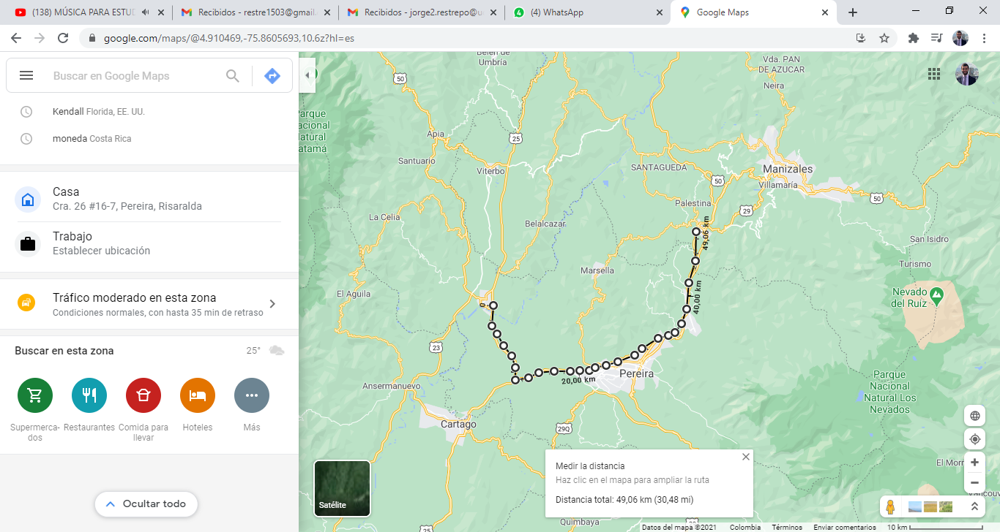 (138) MÚSICA PARA ESTUD
Recibidos - restre1503@gmail.
Recibidos - jorge2.restrepo@u
4
(4) WhatsApp
Google Maps
google.com/maps/@4.910469,-75.8605693,10.6z?hl=es
Buscar en Google Maps
Kendall Florida, EE. UU.
moneda Costa Rica
Casa
Cra. 26 #16-7, Pereira, Risaralda
Trabajo
Establecer ubicación
Tráfico moderado en esta zona
Condiciones normales, con hasta 35 min de retraso
Buscar en esta zona
25°
Supermerca-
dos
Restaurantes
Comida para
llevar
Hoteles
Más
Ocultar todo
Belén de
Umbría
Vda. PAN
DE AZUCAR
Neira
50
Parque
Nacional
Natural
Tatamá
Apia
25
Santuario
Viterbo
SANTAGUEDA
Manizales
50
Villamaría
50
Palestina
29
La Celia
Belalcazar
49,06 km
San Isidro
Turismo
Marsella
El Aguila
40,00 km
Nevado
del Ruiz
0
23
Pereira
20,00 km
Ansermanuevo
Parque
Nacional
Natural Los
Nevados
Cartago
29Q
El Morr
Medir la distancia
Haz clic en el mapa para ampliar la ruta
Distancia total: 49,06 km (30,48 mi)
Satélite
Quimbaya
25
Datos del mapa ©2021
Colombia
Términos
Enviar comentarios
10 km